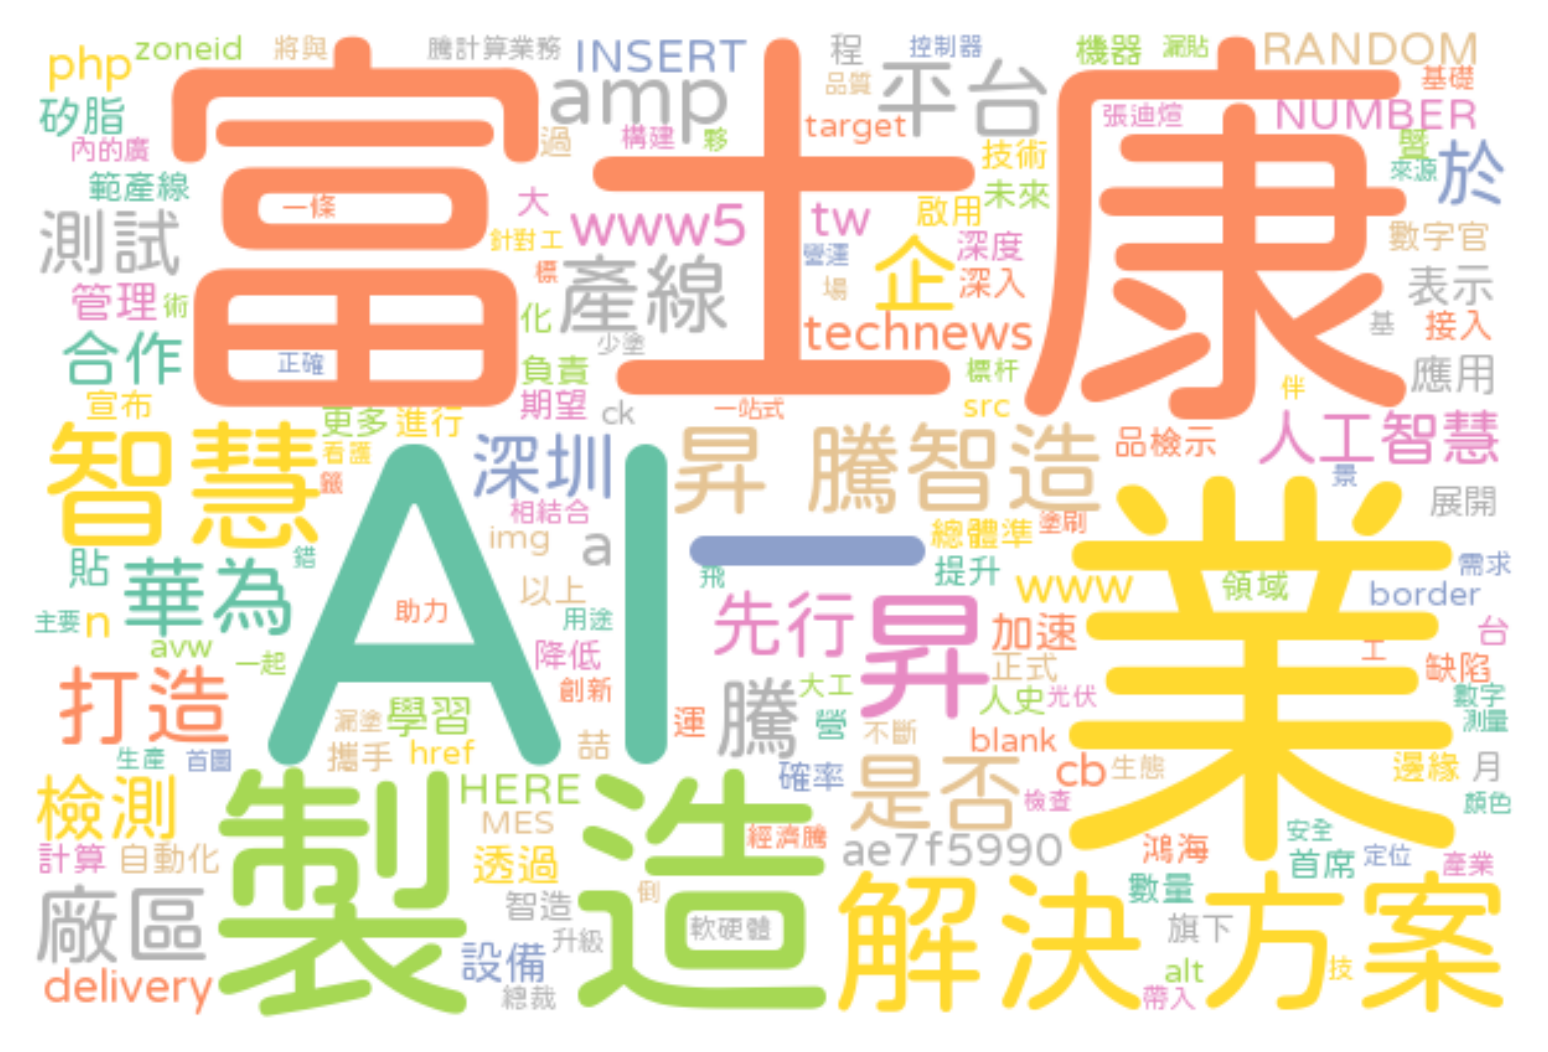 php
zoneid
將與
騰計算業務
INSERT
程
控制器
機器
漏貼
RANDOM
富士康
amp
品質
平台
基礎
矽脂
target
張迪煊
NUMBER
內的廣
過
構建
夥
技術
暨
來源
於
範產線
一條
大
www5
tw
啟用
未來
測試
針對工
營運
企
深度
數字官
管理
術
標
產線
場
深入
表示
化
少塗
technews
基
接入
合作
正確
負責
標杆
應用
宣布
期望
ck
一站式
src
伴
更多
進行
智慧
看護
籤
深圳
昇 騰智造
品檢示
人工智慧
景
AI
相結合
展開
img
a
一
總體準
塗刷
業
貼
華為
錯
以上
飛
提升
www
領域
需求
border
主要
n
助力
用塗
先行
昇
加速
台
avw
一起
降低
正式
工
缺陷
打造
創新
騰
大工
人史
光伏
數字
測量
漏塗
學習
運
營
不斷
生產
首圖
攜手
href
喆
blank
檢測
製造
HERE
確率
是否
cb
生態
邊緣
月
檢查
顏色
MES
經濟騰
安全
計算
自動化
透過
ae7f5990
鴻海
首席
定位
產業
廠區
智造
倒
軟硬體
解決方案
數量
升級
旗下
delivery
設備
總裁
alt
技
帶入